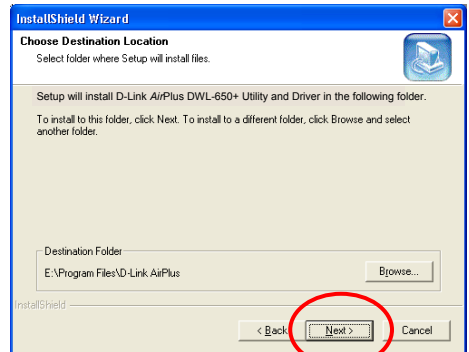 InstallShield Wizard
Choose Destination Location
Select folder where Setup will install files.
Setup will install D-Link AirPlus DWL-650+ Utility and Driver in the following folder.
To install to this folder, click Next. To install to a different folder, click Browse and select
another folder.
Destination Folder
E:\Program Files\D-Link AirPlus
Browse...
InstallShield
< Back
Next >
Cancel